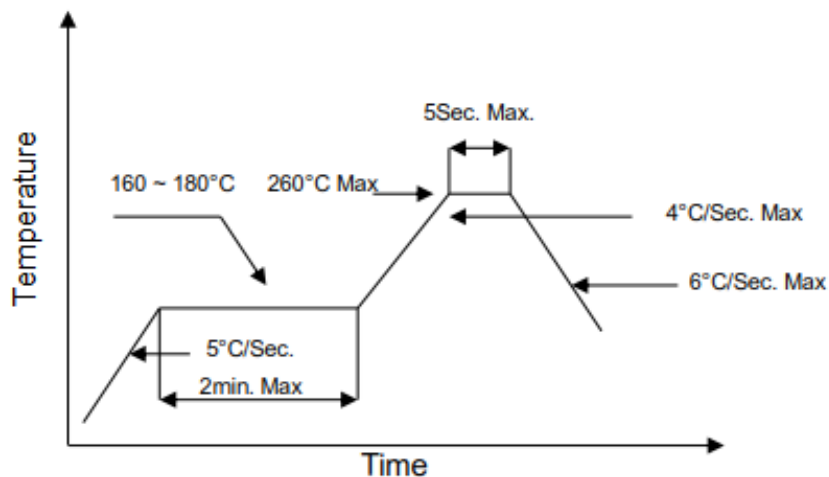 5Sec. Max.
160 ~ 180°C
260°C Max
4°C/Sec. Max
6°C/Sec. Max
5°C/Sec.
2min. Max
Temperature
Time